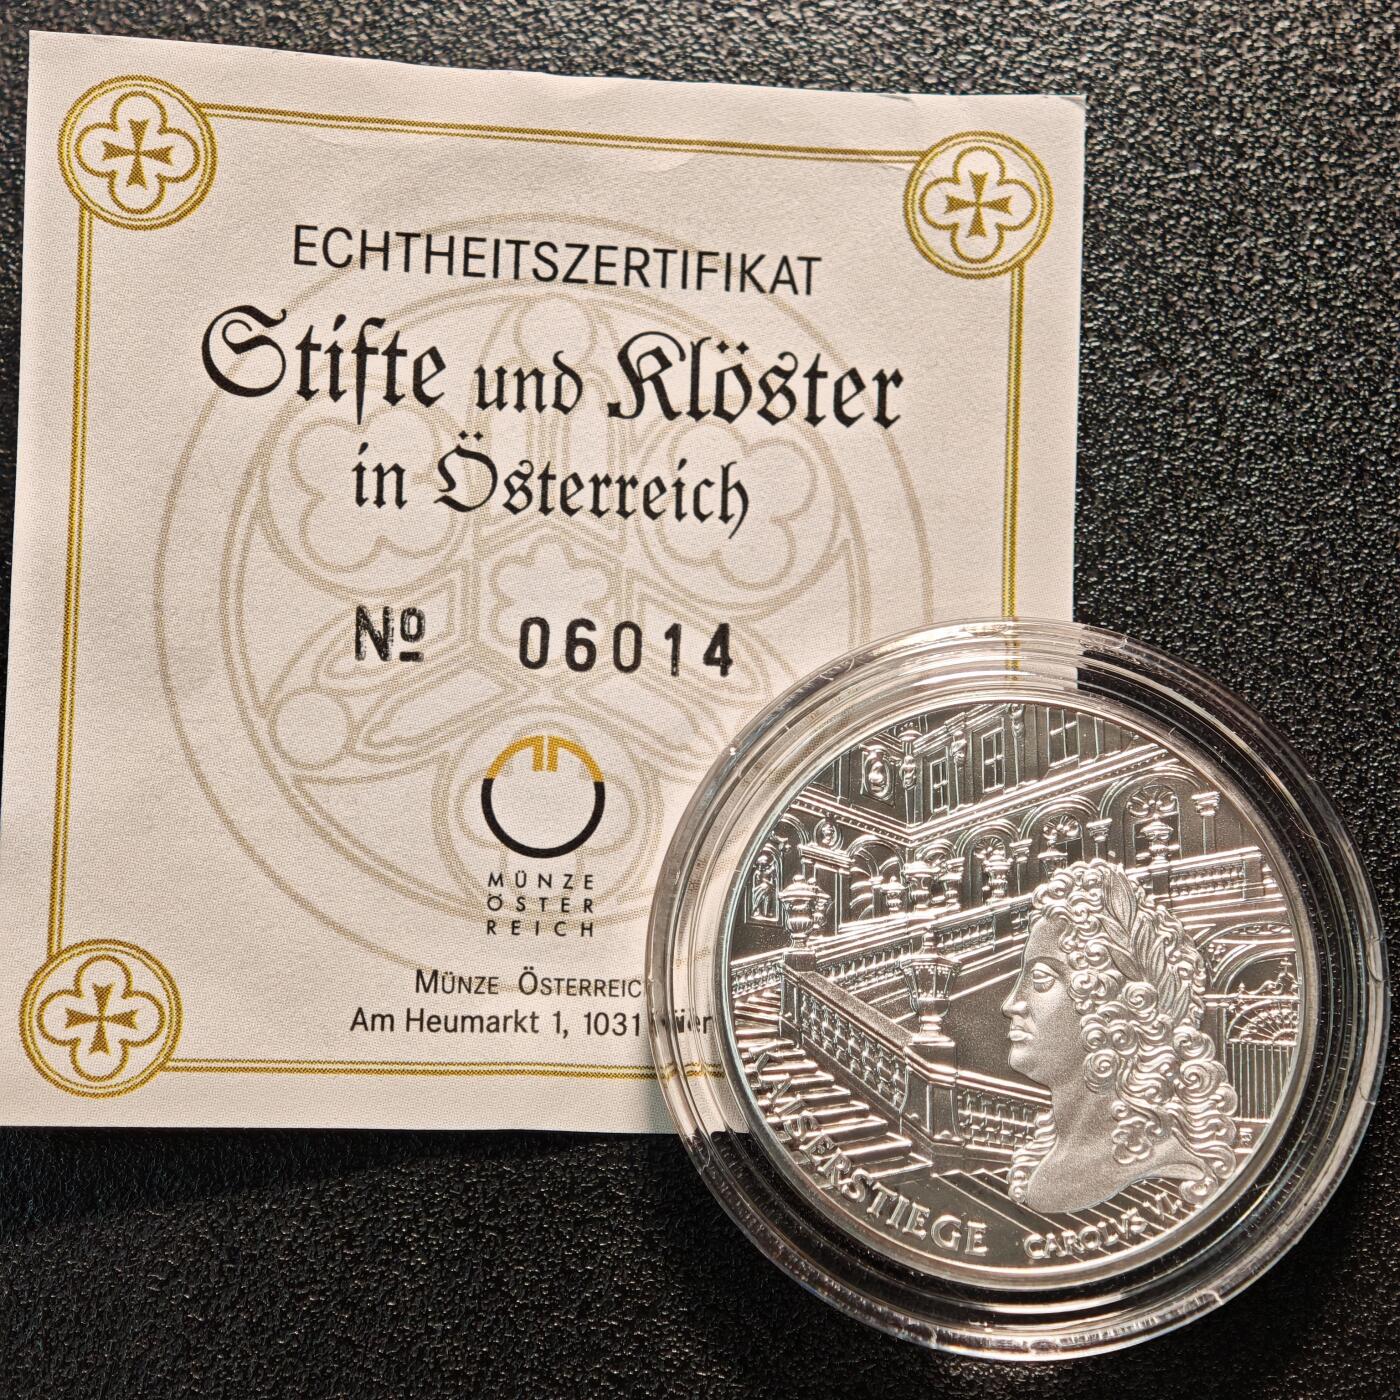 ECHTHEITSZERTIFIKAT
Stifte und Klöster
in Österreich
Nº 06014
MÜNZE
ÖSTER
REICH
MÜNZE ÖSTERREIC
Am Heumarkt 1, 1031
KAISERSTIEGE
CAROLVS VI.